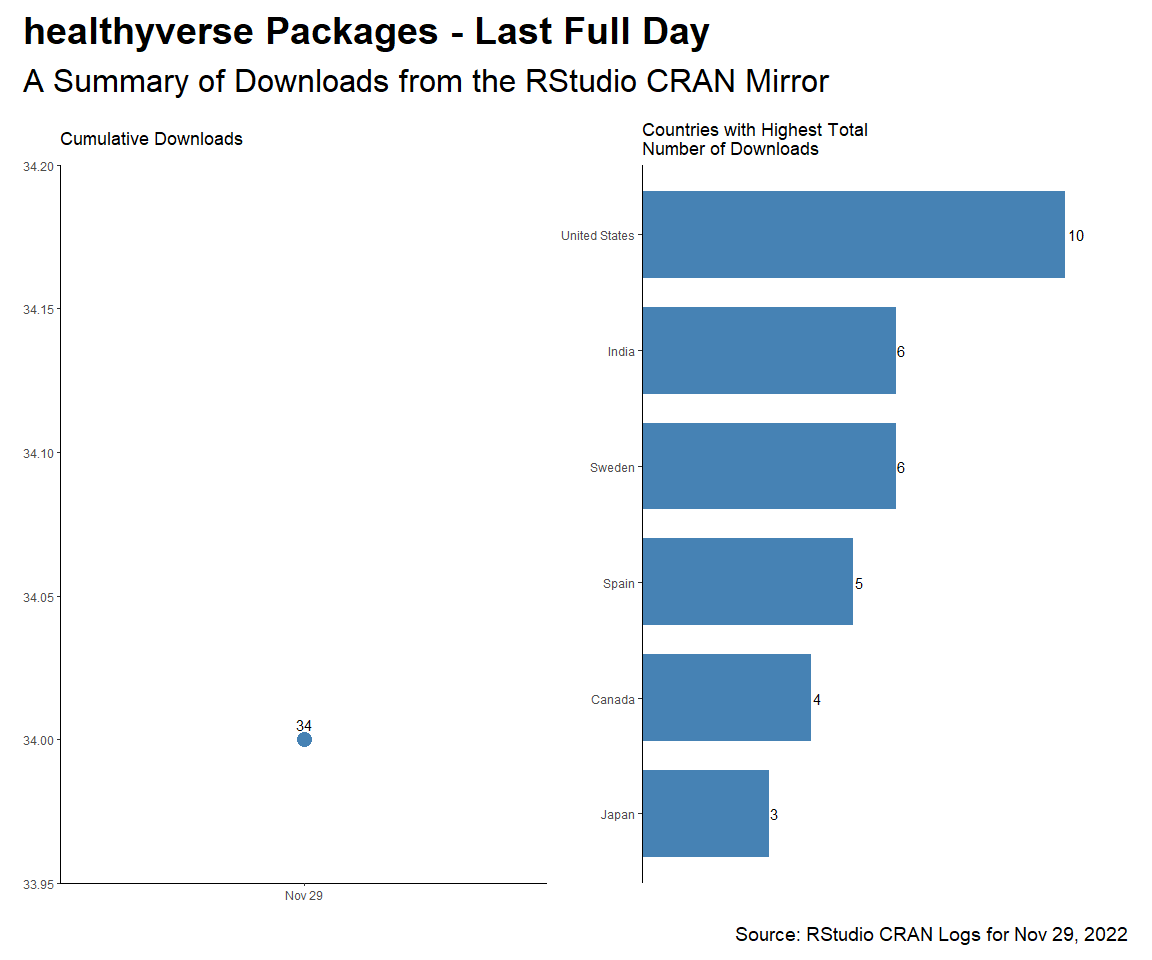 healthyverse Packages - Last Full Day
A Summary of Downloads from the RStudio CRAN Mirror
Cumulative Downloads
34.20
34.15
34.10
34.05
34.00
33.95
34
Nov 29
Countries with Highest Total
Number of Downloads
United States 10
India 6
Sweden 6
Spain 5
Canada 4
Japan 3
Source: RStudio CRAN Logs for Nov 29, 2022